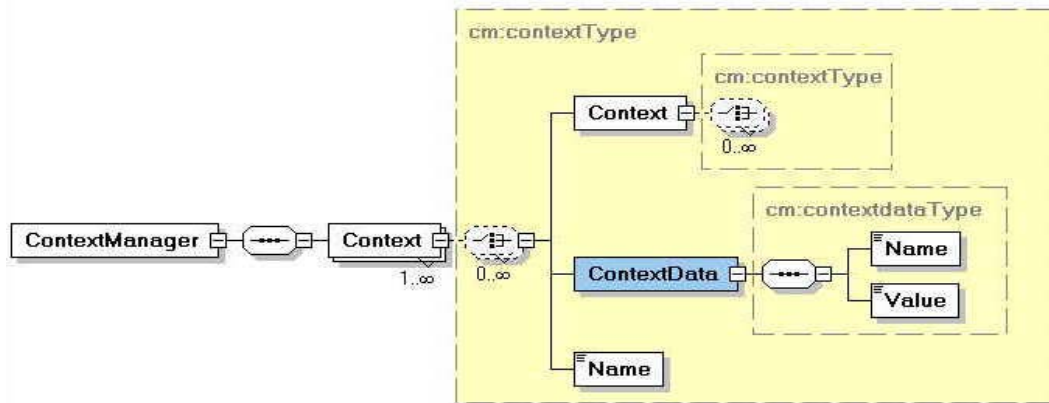 cm:contextType
cm:contextType
Context
0..∞
cm:contextdataType
Name
ContextManager
Context
1..∞
0..∞
ContextData
Value
Name